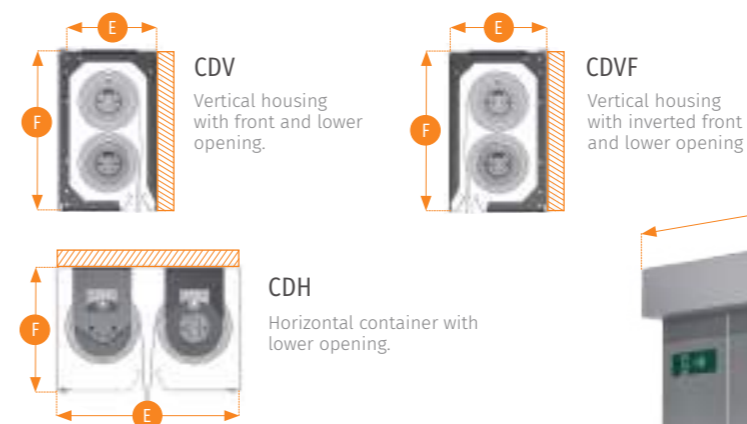 E
F
CDV
Vertical housing
with front and lower
opening.
E
F
CDVF
Vertical housing
with inverted front
and lower opening
F
E
CDH
Horizontal container with
lower opening.